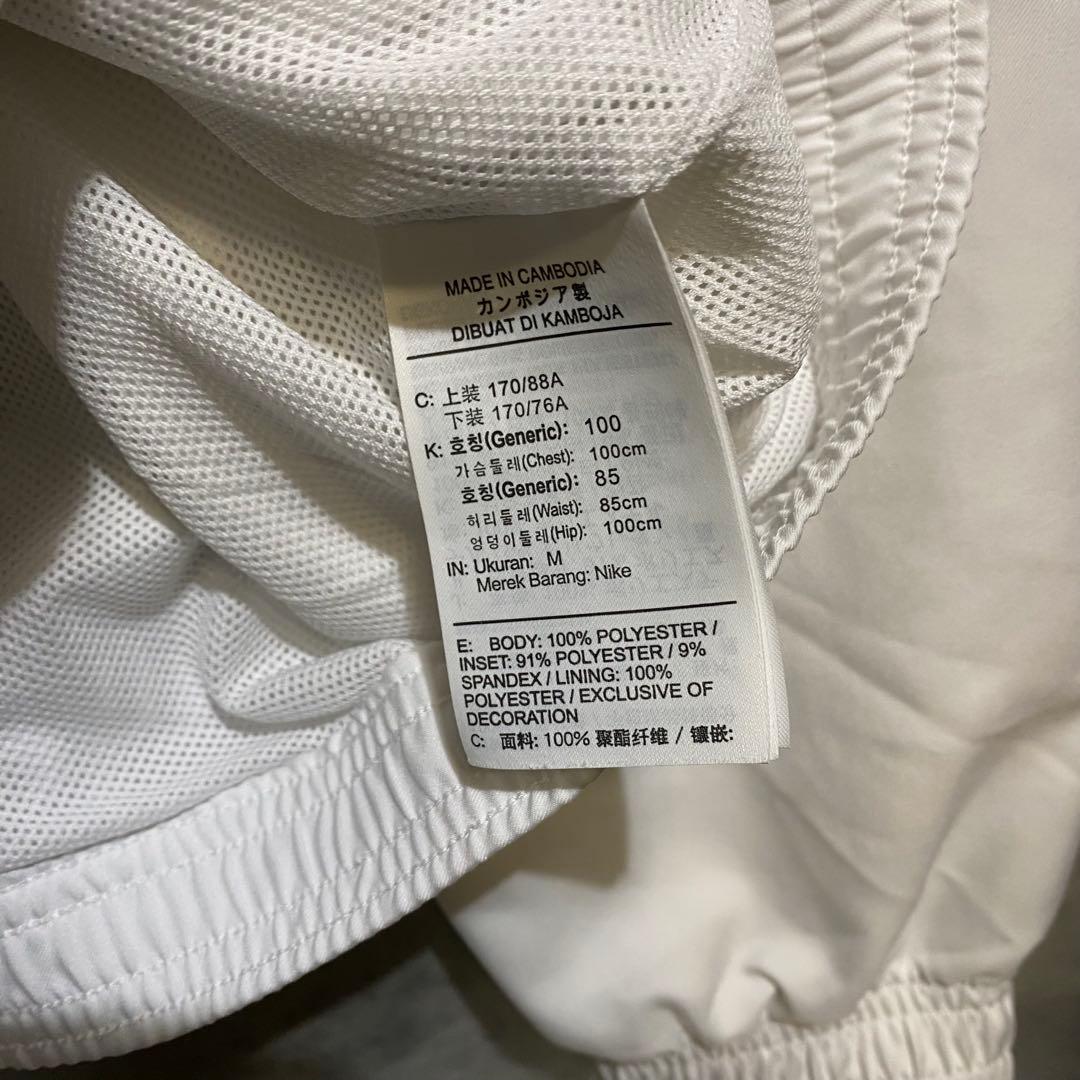 MADE IN CAMBODIA
カンボジア製
DIBUAT DI KAMBOJA
C: 上装 170/88A
下装 170/76A
K: 호칭(Generic): 100
가슴둘레(Chest): 100cm
호칭(Generic): 85
허리둘레(Waist): 85cm
엉덩이둘레(Hip): 100cm
IN: Ukuran: M
Merek Barang: Nike
E: BODY: 100% POLYESTER /
INSET: 91% POLYESTER / 9%
SPANDEX / LINING: 100%
POLYESTER / EXCLUSIVE OF
DECORATION
C: 面料: 100% 聚酯纤维 / 镶嵌: